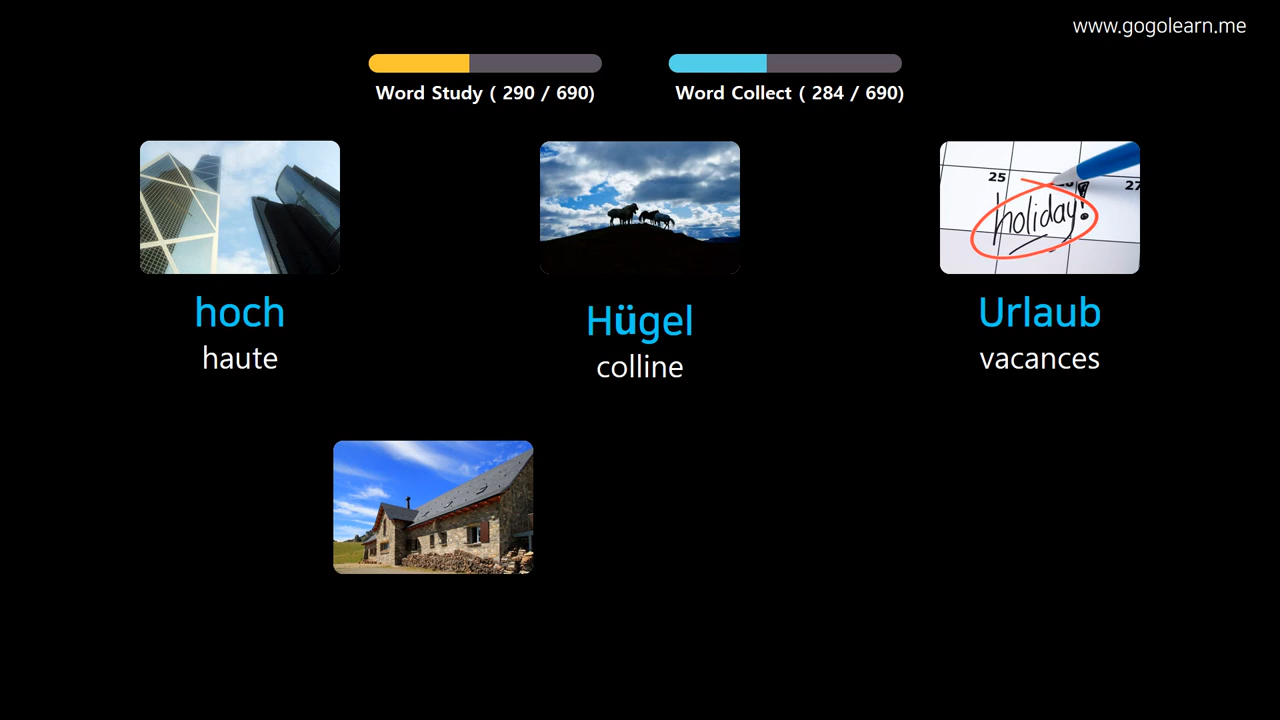 www.gogolearn.me
Word Study ( 290 / 690)
Word Collect ( 284 / 690)
25
27
holiday!
hoch
haute
Hügel
colline
Urlaub
vacances